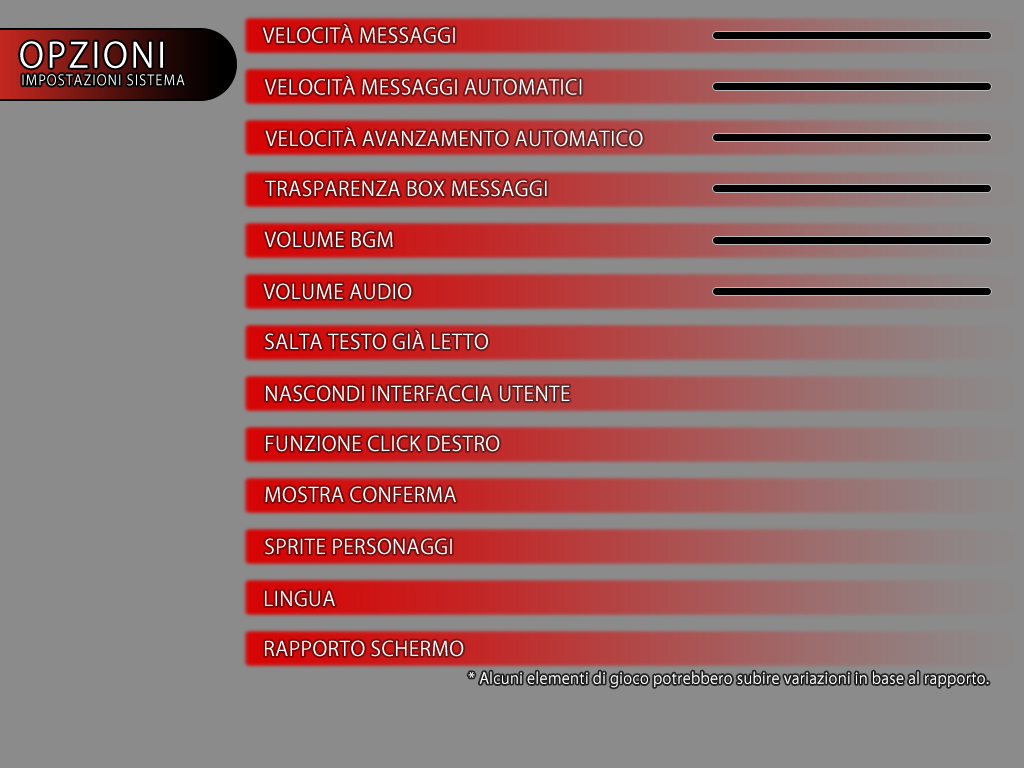 OPZIONI
IMPOSTAZIONI SISTEMA
VELOCITÀ MESSAGGI
VELOCITÀ MESSAGGI AUTOMATICI
VELOCITÀ AVANZAMENTO AUTOMATICO
TRASPARENZA BOX MESSAGGI
VOLUME BGM
VOLUME AUDIO
SALTA TESTO GIÀ LETTO
NASCONDI INTERFACCIA UTENTE
FUNZIONE CLICK DESTRO
MOSTRA CONFERMA
SPRITE PERSONAGGI
LINGUA
RAPPORTO SCHERMO
* Alcuni elementi di gioco potrebbero subire variazioni in base al rapporto.